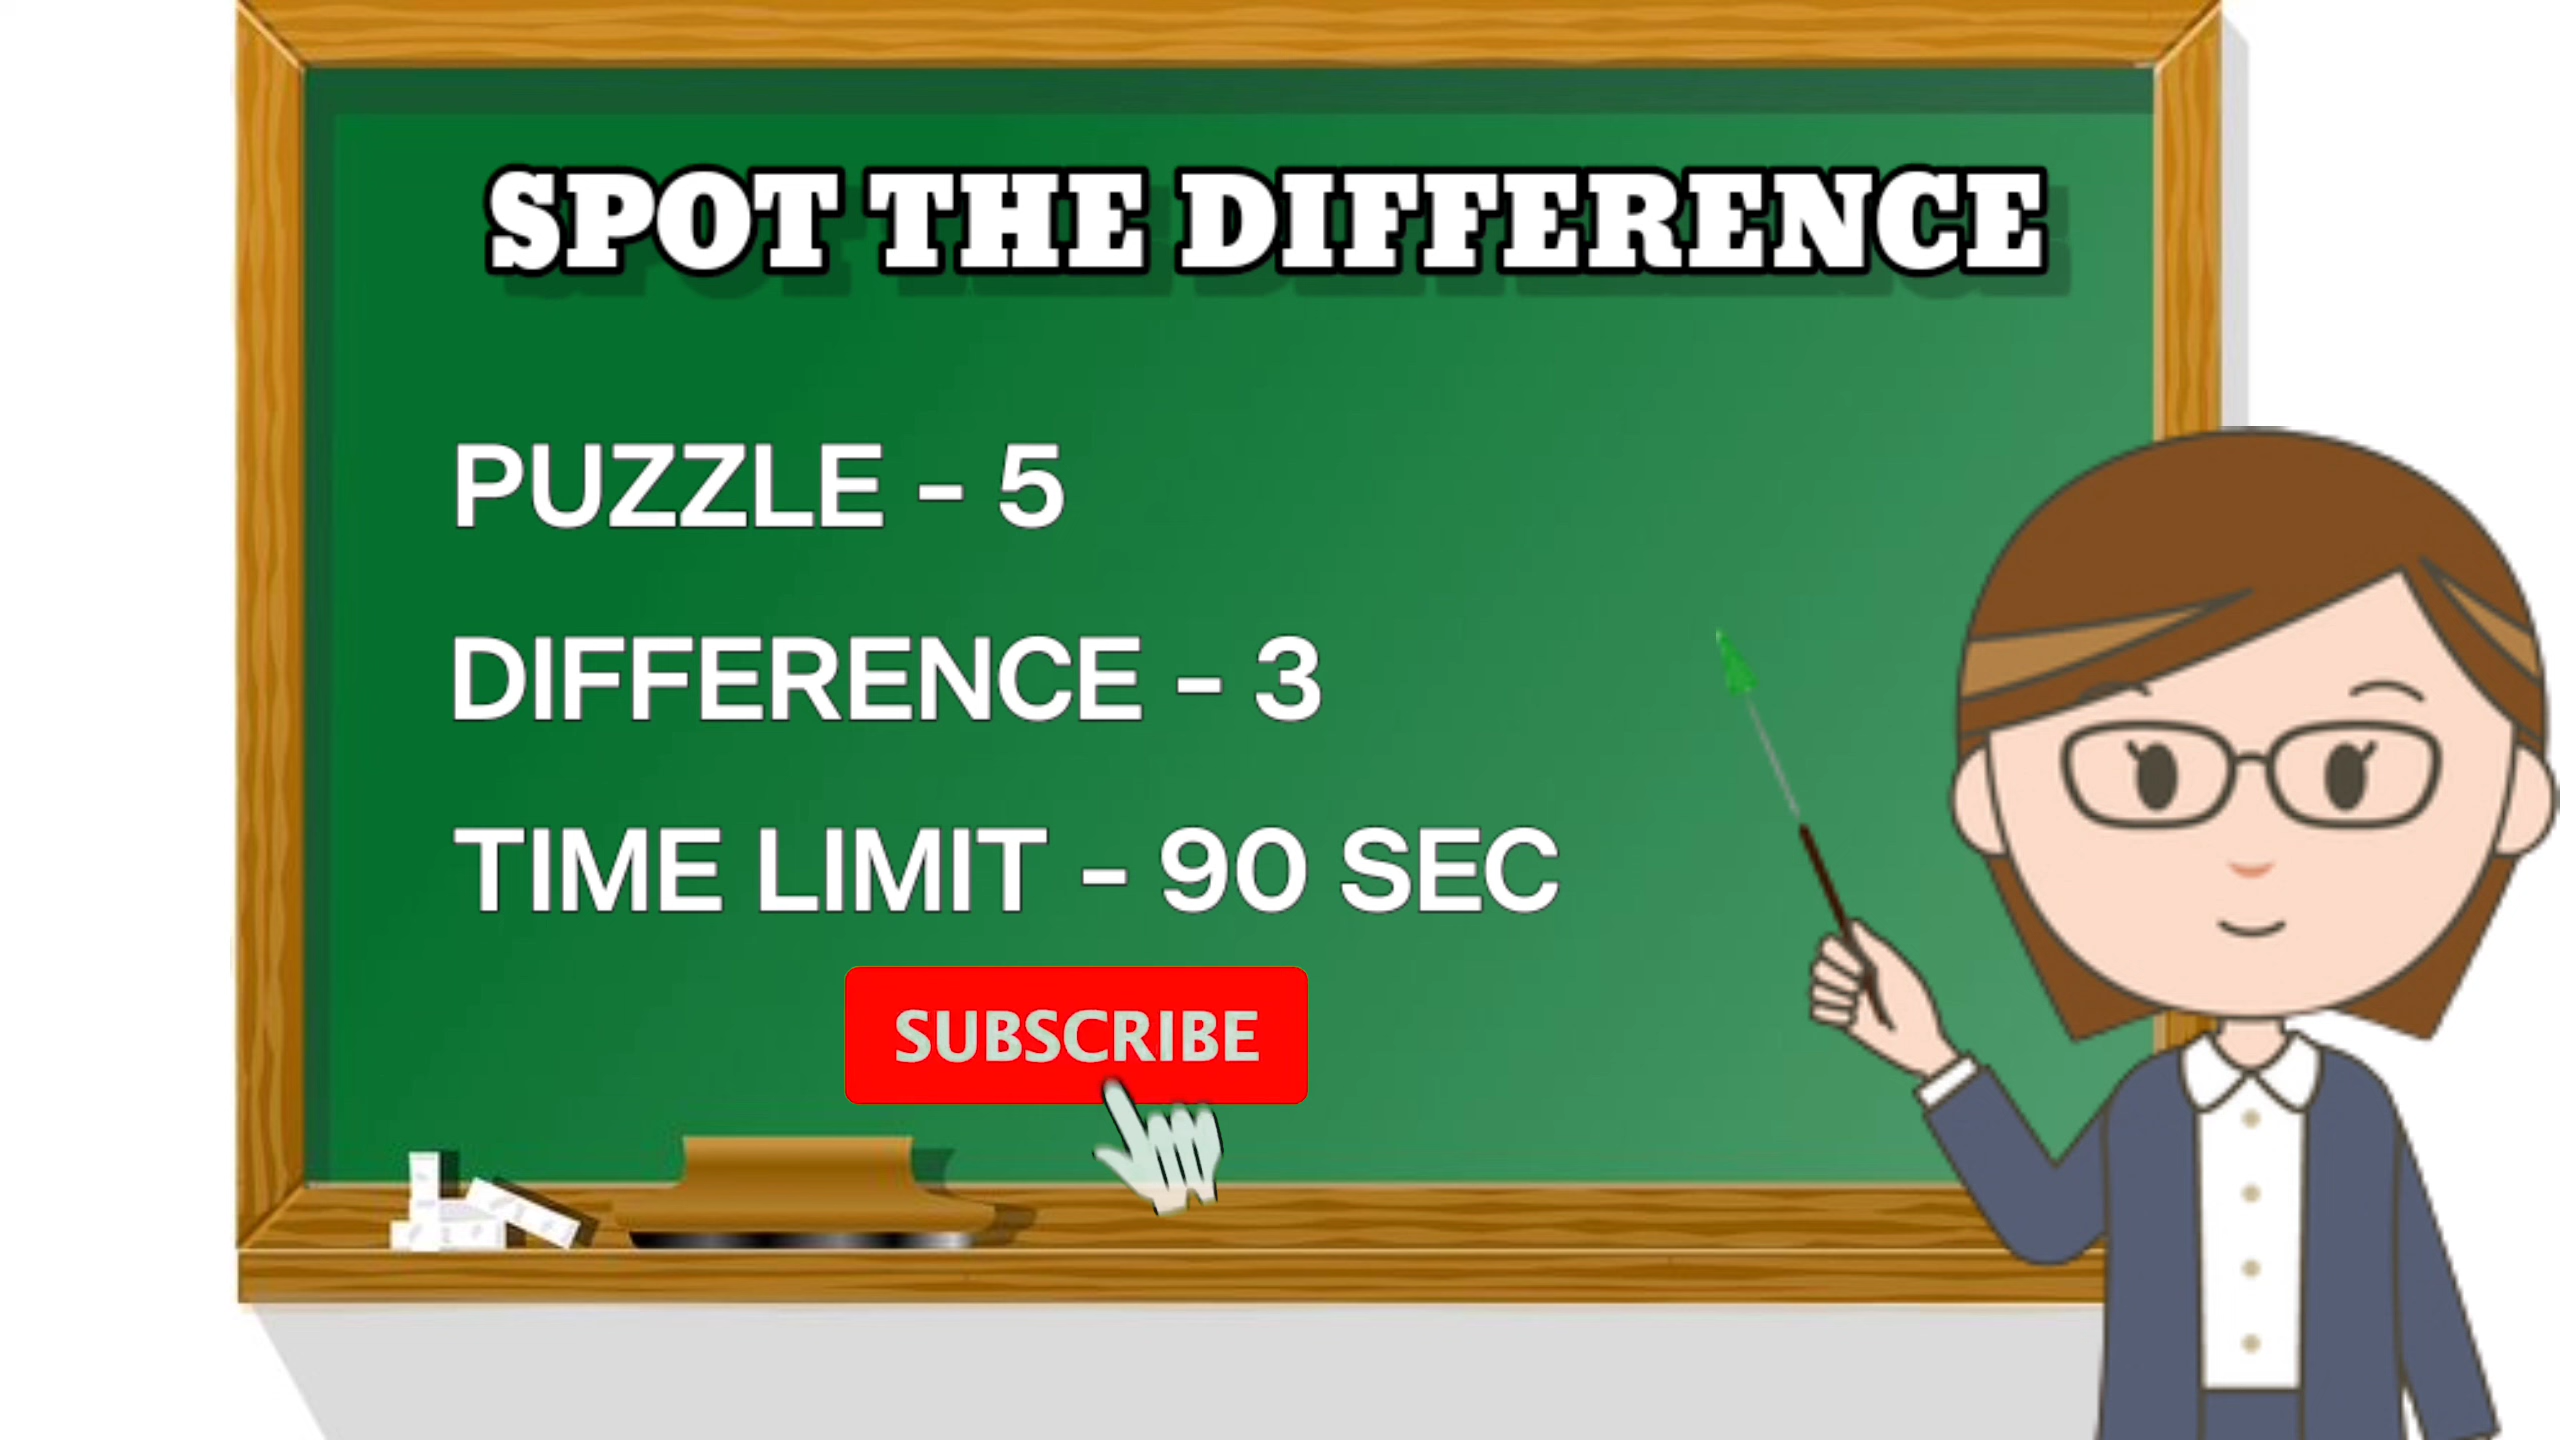 SPOT THE DIFFERENCE
PUZZLE - 5
DIFFERENCE - 3
TIME LIMIT - 90 SEC
SUBSCRIBE